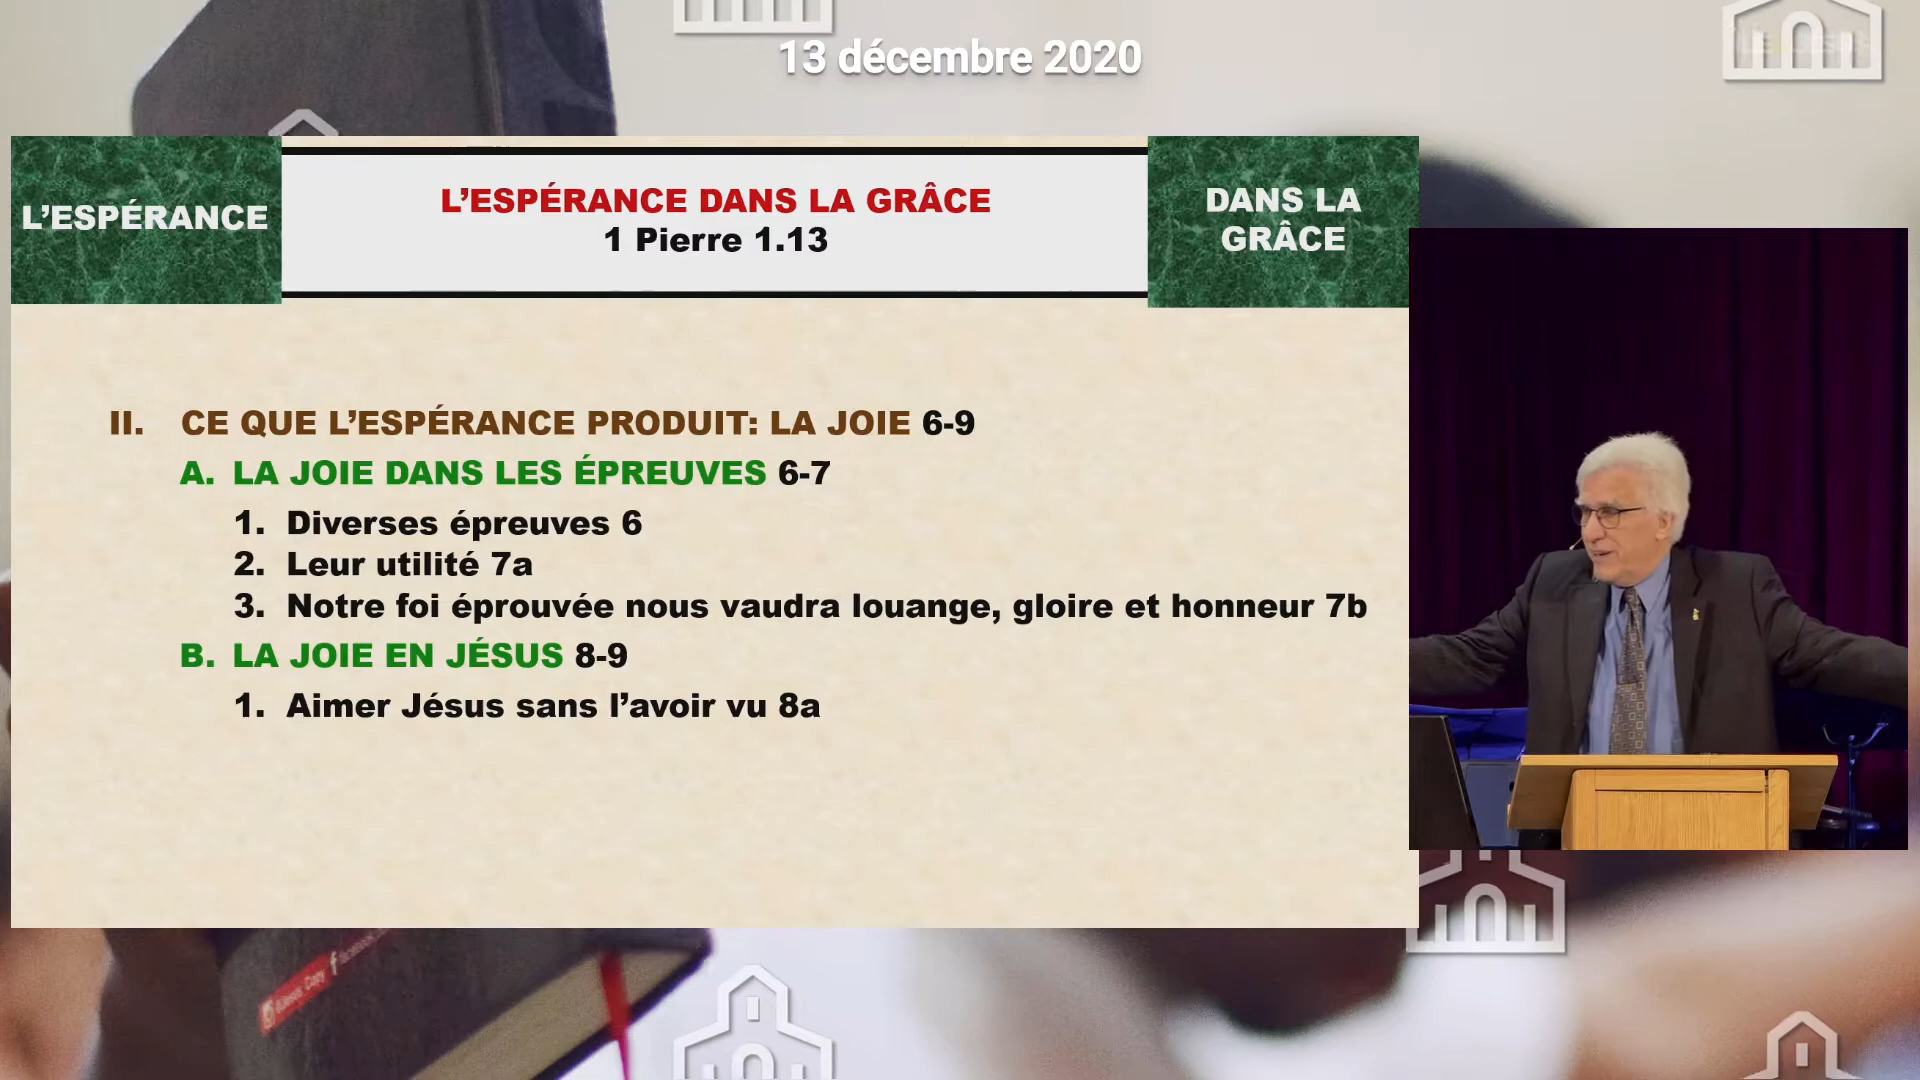 13 décembre 2020
L'ESPÉRANCE
L'ESPÉRANCE DANS LA GRÂCE
1 Pierre 1.13
DANS LA
GRÂCE
II. CE QUE L'ESPÉRANCE PRODUIT: LA JOIE 6-9
A. LA JOIE DANS LES ÉPREUVES 6-7
1. Diverses épreuves 6
2. Leur utilité 7a
3. Notre foi éprouvée nous vaudra louange, gloire et honneur 7b
B. LA JOIE EN JÉSUS 8-9
1. Aimer Jésus sans l'avoir vu 8a